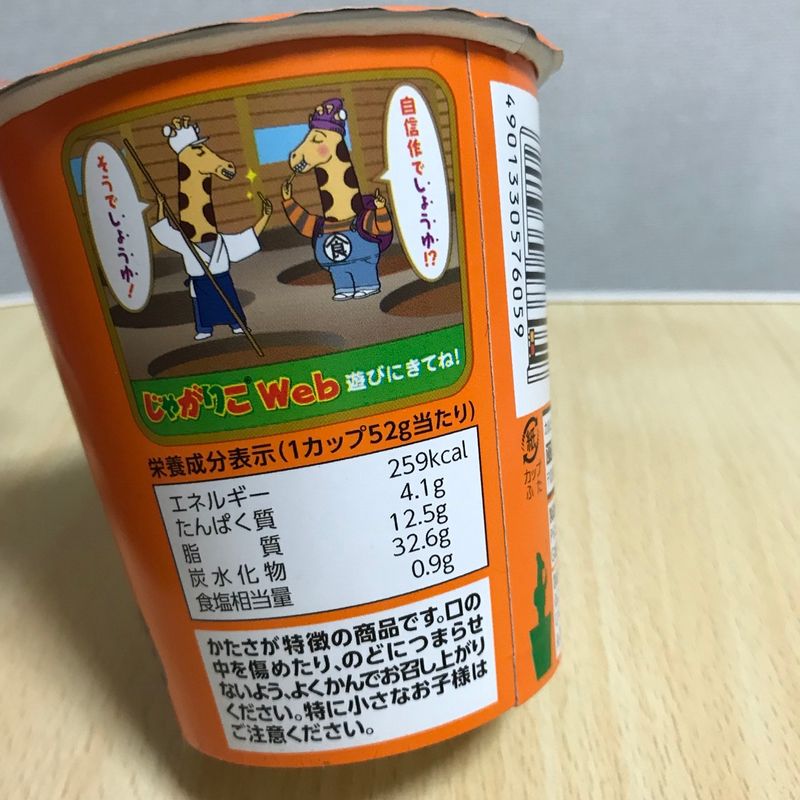 自信作でしょうゆ!?
そうでしょうゆ!
食
じゃがりこWeb 遊びにきてね!
栄養成分表示(1カップ52g当たり)
エネルギー 259kcal
たんぱく質 4.1g
脂質 12.5g
炭水化物 32.6g
食塩相当量 0.9g
かたさが特徴の商品です。口の
中を傷めたり、のどにつまらせ
ないよう、よくかんでお召し上がり
ください。特に小さなお子様は
ご注意ください。
4901330576059
紙
カップ
ふた